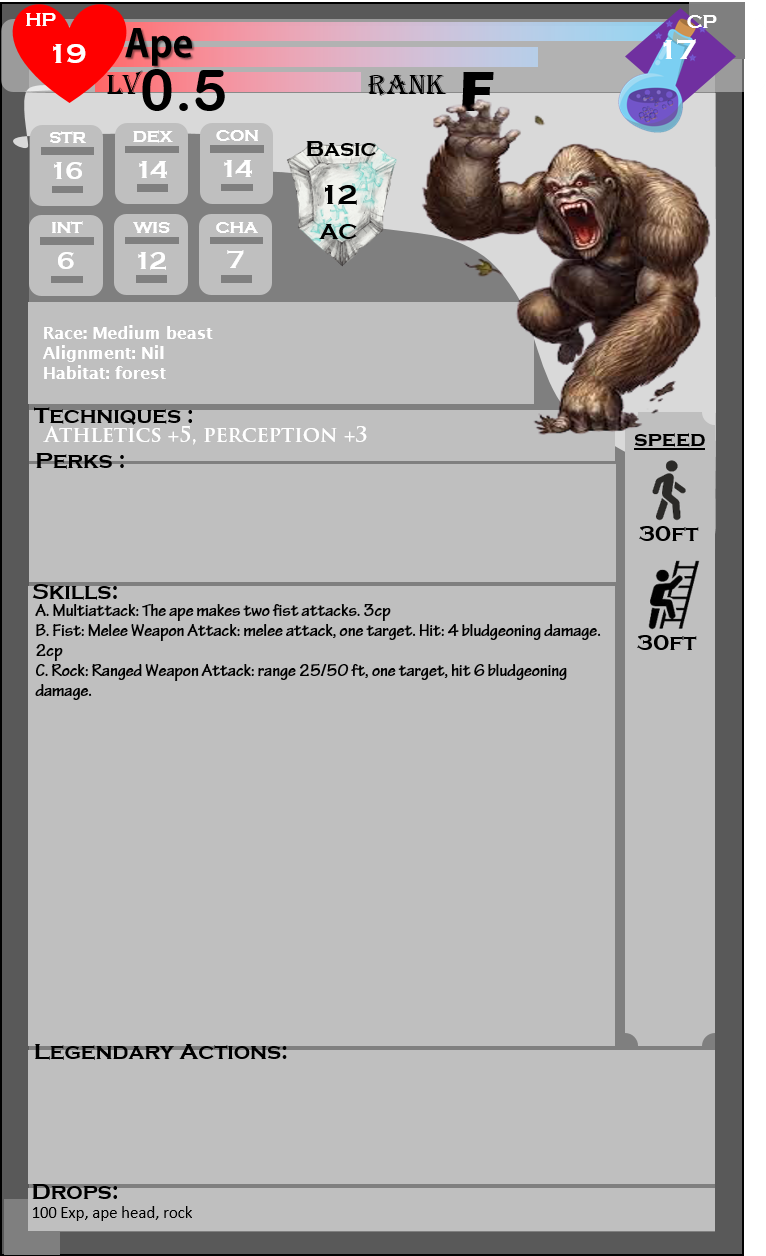 HP
19
Ape
CP
17
LV 0.5
RANK F
STR
16
DEX
14
CON
14
BASIC
12
AC
INT
6
WIS
12
CHA
7
Race: Medium beast
Alignment: Nil
Habitat: forest
TECHNIQUES :
ATHLETICS +5, PERCEPTION +3
PERKS :
SPEED
30FT
30FT
SKILLS:
A. Multiattack: The ape makes two fist attacks. 3cp
B. Fist: Melee Weapon Attack: melee attack, one target. Hit: 4 bludgeoning damage.
2cp
C. Rock: Ranged Weapon Attack: range 25/50 ft, one target, hit 6 bludgeoning
damage.
LEGENDARY ACTIONS:
DROPS:
100 Exp, ape head, rock